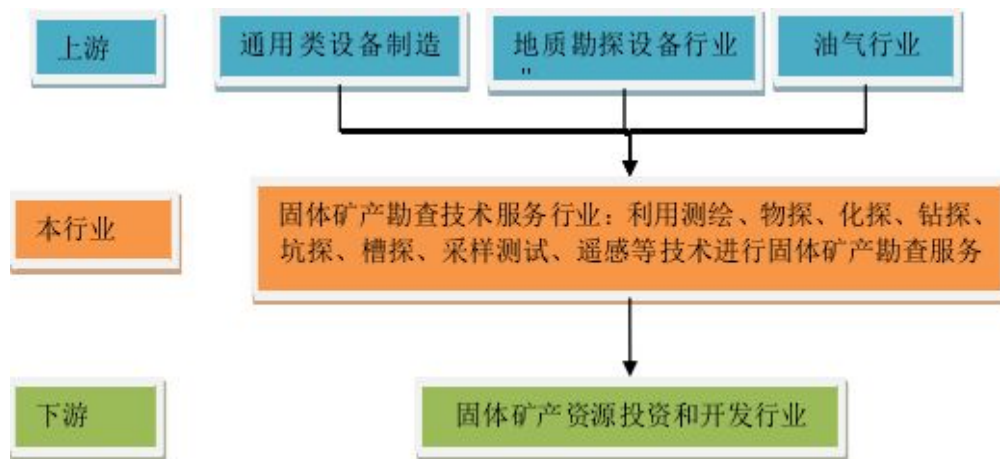 上游
通用类设备制造
地质勘探设备行业
"
油气行业
本行业
固体矿产勘查技术服务行业：利用测绘、物探、化探、钻探、
坑探、槽探、采样测试、遥感等技术进行固体矿产勘查服务
下游
固体矿产资源投资和开发行业